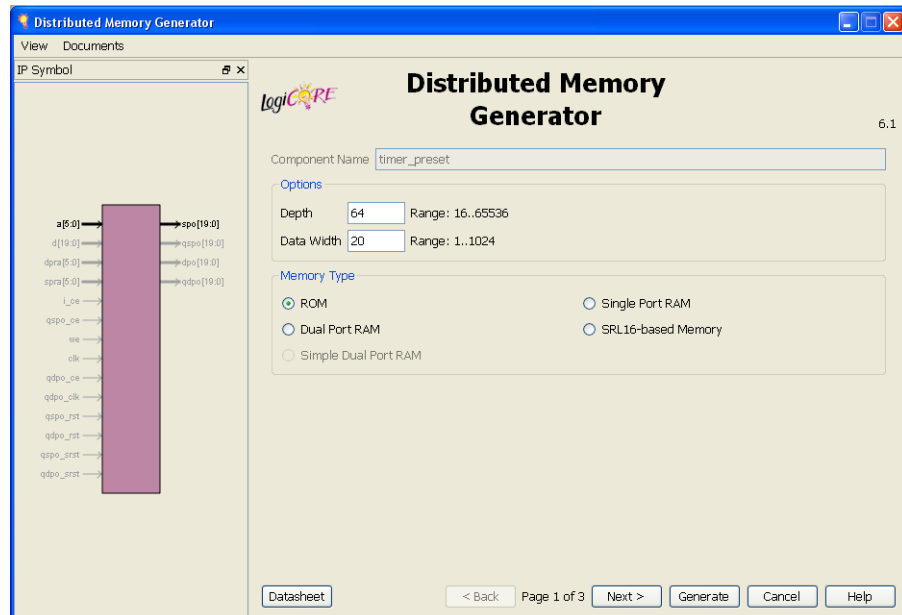 Distributed Memory Generator
View Documents
IP Symbol
a[5:0]
d[19:0]
dpra[5:0]
spra[5:0]
i_ce
qspo_ce
we
clk
qdpo_ce
qdpo_clk
qspo_rst
qdpo_rst
qspo_srst
qdpo_srst
spo[19:0]
qspo[19:0]
dpo[19:0]
qdpo[19:0]
LogiCORE
Distributed Memory
Generator
6.1
Component Name timer_preset
Options
Depth 64 Range: 16..65536
Data Width 20 Range: 1..1024
Memory Type
ROM Single Port RAM
Dual Port RAM SRL16-based Memory
Simple Dual Port RAM
Datasheet < Back Page 1 of 3 Next > Generate Cancel Help